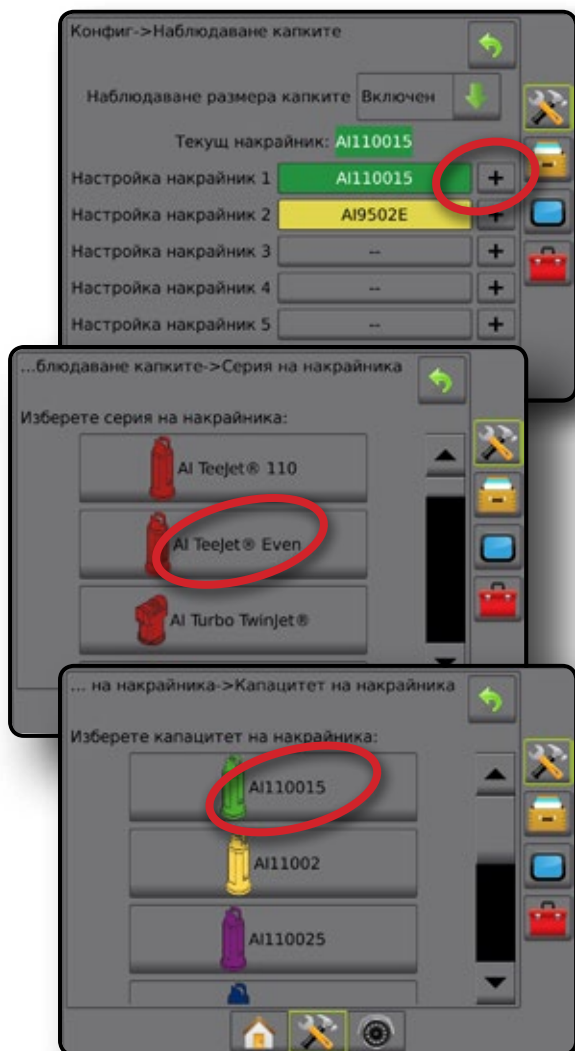 Конфиг->Наблюдаване капките
Наблюдаване размера капките Включен
Текущ накрайник: AI110015
Настройка накрайник 1 AI110015 +
Настройка накрайник 2 AI9502E +
Настройка накрайник 3 -- +
Настройка накрайник 4 -- +
Настройка накрайник 5 -- +
...блюдаване капките->Серия на накрайника
Изберете серия на накрайника:
AI TeeJet® 110
AI TeeJet® Even
AI Turbo TwinJet®
... на накрайника->Капацитет на накрайника
Изберете капацитет на накрайника:
AI110015
AI11002
AI110025